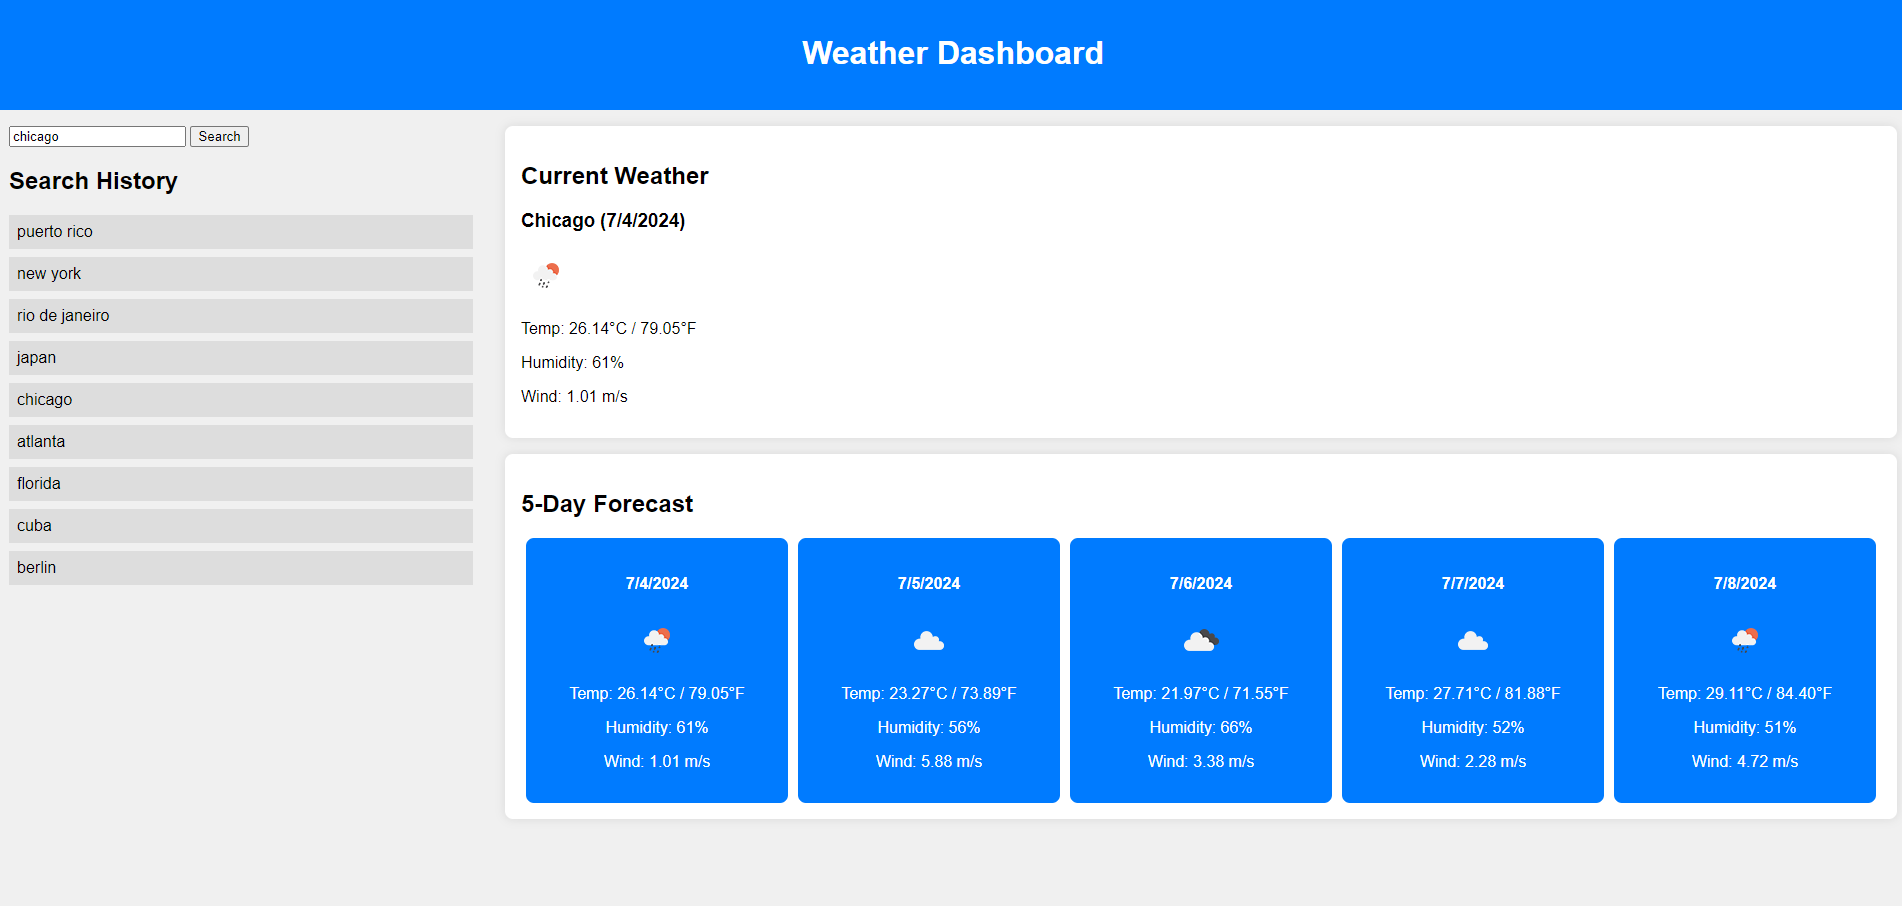 Weather Dashboard
chicago Search
Search History
puerto rico
new york
rio de janeiro
japan
chicago
atlanta
florida
cuba
berlin
Current Weather
Chicago (7/4/2024)
Temp: 26.14°C / 79.05°F
Humidity: 61%
Wind: 1.01 m/s
5-Day Forecast
7/4/2024
Temp: 26.14°C / 79.05°F
Humidity: 61%
Wind: 1.01 m/s
7/5/2024
Temp: 23.27°C / 73.89°F
Humidity: 56%
Wind: 5.88 m/s
7/6/2024
Temp: 21.97°C / 71.55°F
Humidity: 66%
Wind: 3.38 m/s
7/7/2024
Temp: 27.71°C / 81.88°F
Humidity: 52%
Wind: 2.28 m/s
7/8/2024
Temp: 29.11°C / 84.40°F
Humidity: 51%
Wind: 4.72 m/s